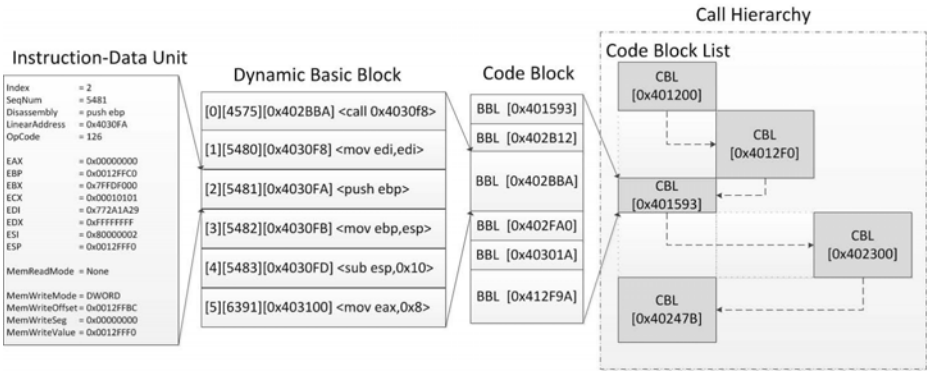 Call Hierarchy
Instruction-Data Unit
Index = 2
SeqNum = 5481
Disassembly = push ebp
LinearAddress = 0x4030FA
OpCode = 126
EAX = 0x00000000
EBP = 0x0012FFC0
EBX = 0x7FFDF000
ECX = 0x00010101
EDI = 0x772A1A29
EDX = 0xFFFFFFFF
ESI = 0x80000002
ESP = 0x0012FFF0
MemReadMode = None
MemWriteMode = DWORD
MemWriteOffset = 0x0012FFBC
MemWriteSeg = 0x00000000
MemWriteValue = 0x0012FFF0
Dynamic Basic Block
[0][4575][0x402BBA] <call 0x4030f8>
[1][5480][0x4030F8] <mov edi,edi>
[2][5481][0x4030FA] <push ebp>
[3][5482][0x4030FB] <mov ebp,esp>
[4][5483][0x4030FD] <sub esp,0x10>
[5][6391][0x403100] <mov eax,0x8>
Code Block
BBL [0x401593]
BBL [0x402B12]
BBL [0x402BBA]
BBL [0x402FA0]
BBL [0x40301A]
BBL [0x412F9A]
Code Block List
CBL
[0x401200]
CBL
[0x4012F0]
CBL
[0x401593]
CBL
[0x402300]
CBL
[0x40247B]